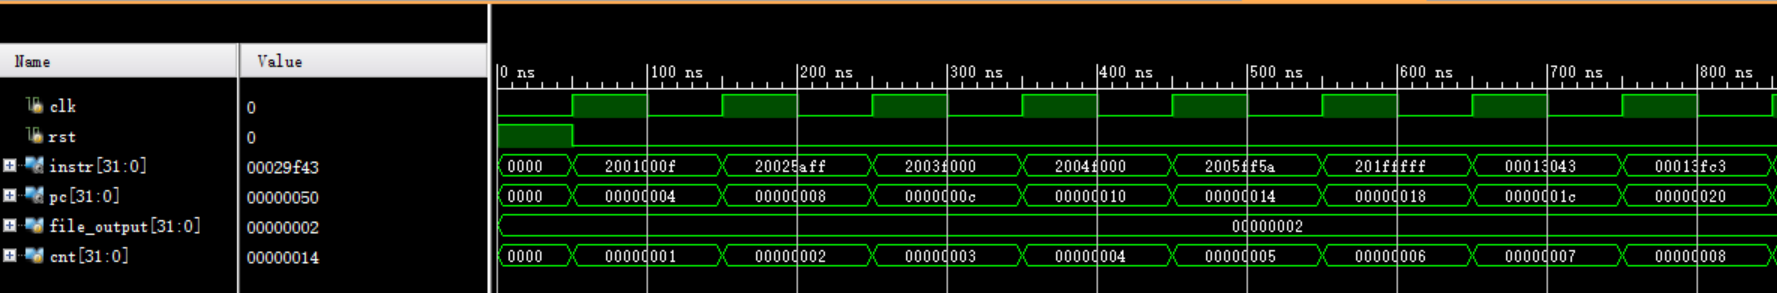 Name Value 0 ns 100 ns 200 ns 300 ns 400 ns 500 ns 600 ns 700 ns 800 ns
clk 0
rst 0
instr[31:0] 00029f43 0000 2001000f 20025aff 2003f000 2004f000 2005ff5a 201fffff 00013043 00013fc3
pc[31:0] 00000050 0000 00000004 00000008 0000000c 00000010 00000014 00000018 0000001c 00000020
file_output[31:0] 00000002 00000002
cnt[31:0] 00000014 0000 00000001 00000002 00000003 00000004 00000005 00000006 00000007 00000008